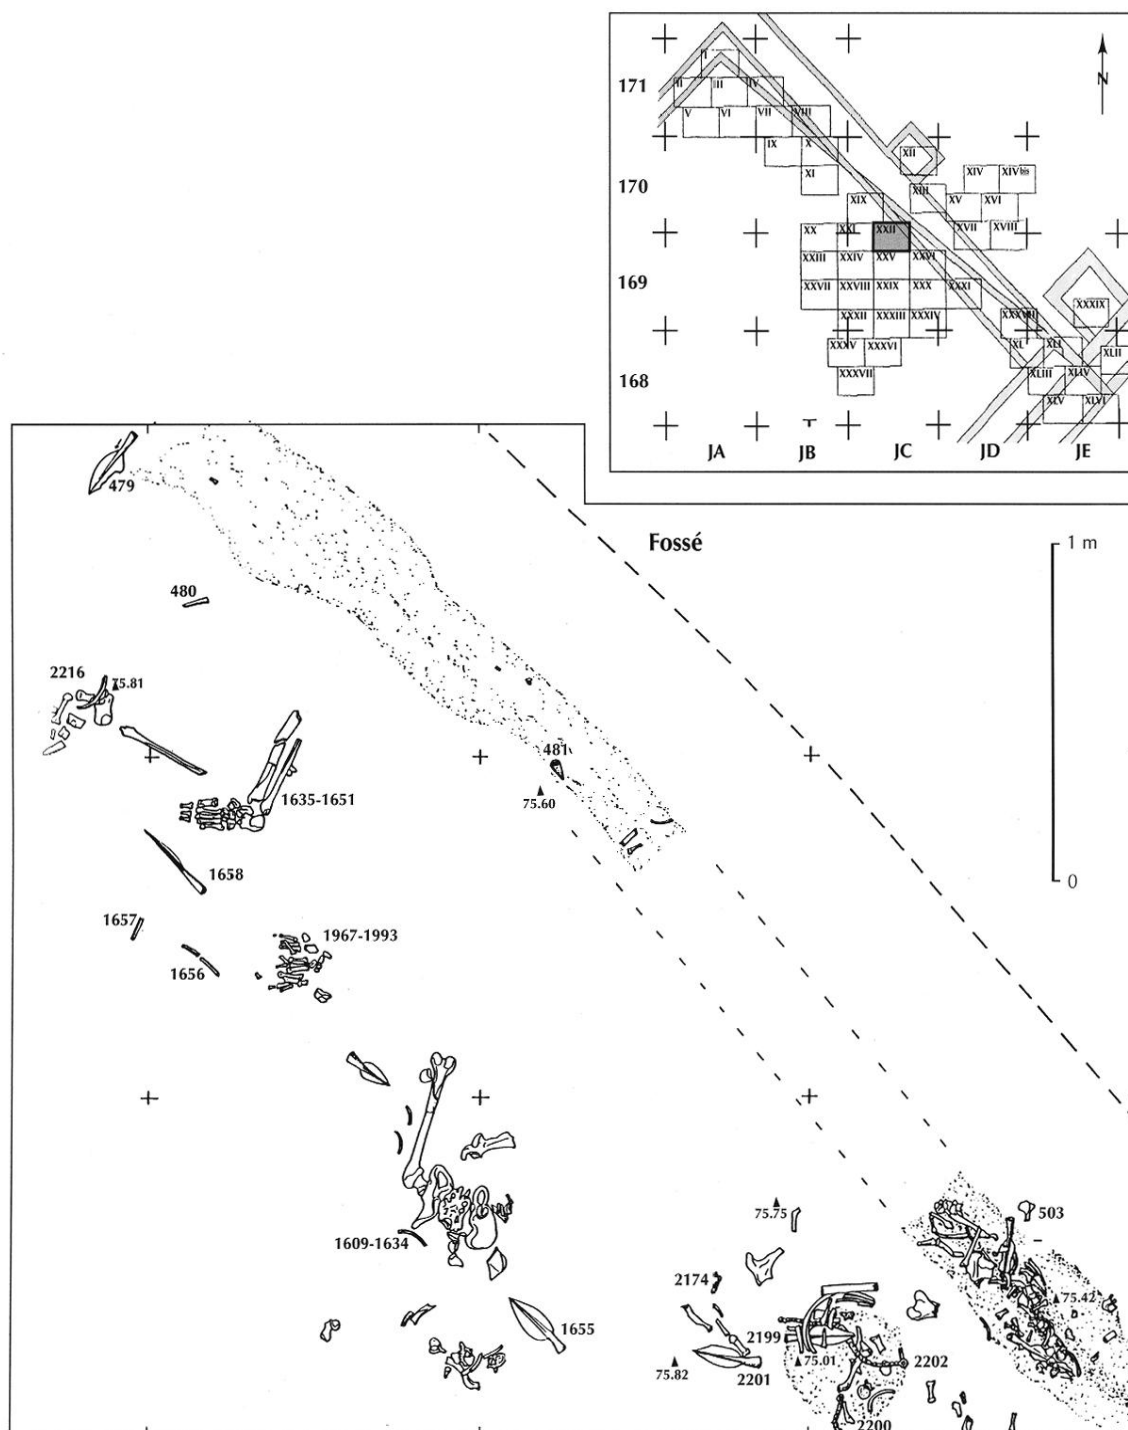 171
170
169
168
I
II
III
IV
V
VI
VII
VIII
IX
X
XI
XII
XIII
XIV
XIV bis
XV
XVI
XVII
XVIII
XIX
XX
XXI
XXII
XXIII
XXIV
XXV
XXVI
XXVII
XXVIII
XXIX
XXX
XXXI
XXXII
XXXIII
XXXIV
XXXV
XXXVI
XXXVII
XXXVIII
XXXIX
XL
XLI
XLII
XLIII
XLIV
XLV
XLVI
N
JA
JB
JC
JD
JE
479
Fossé
1 m
480
2216
75.81
481
75.60
1635-1651
1658
0
1657
1967-1993
1656
75.75
503
1609-1634
2174
75.42
1655
2199
75.82
2201
75.01
2202
2200